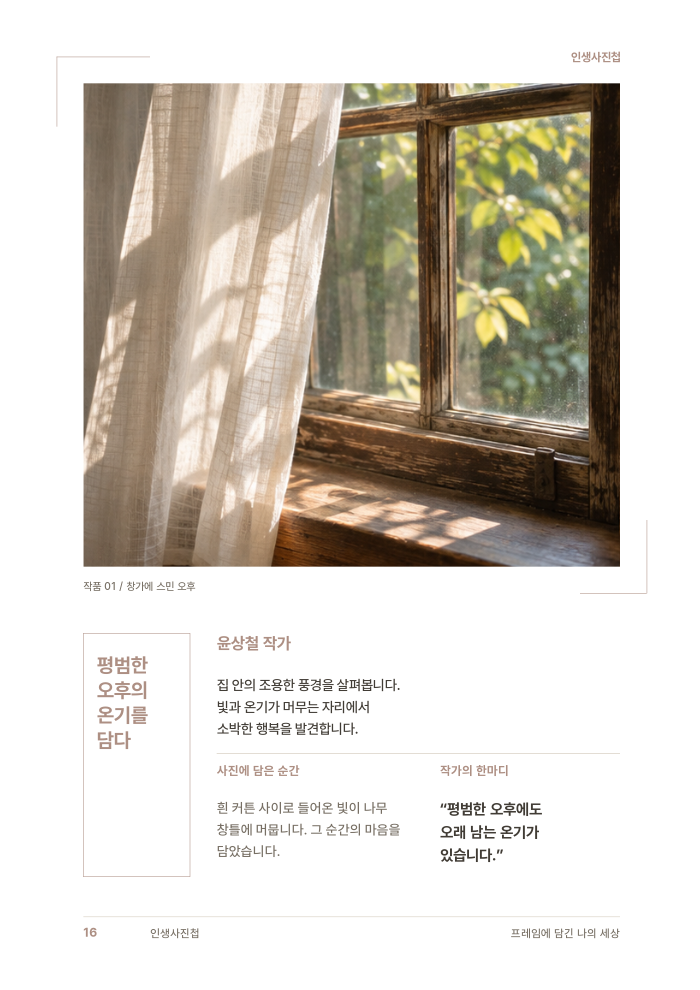 인생사진첩
작품 01 / 창가에 스민 오후
평범한
오후의
온기를
담다
윤상철 작가
집 안의 조용한 풍경을 살펴봅니다.
빛과 온기가 머무는 자리에서
소박한 행복을 발견합니다.
사진에 담은 순간
흰 커튼 사이로 들어온 빛이 나무
창틀에 머뭅니다. 그 순간의 마음을
담았습니다.
작가의 한마디
“평범한 오후에도
오래 남는 온기가
있습니다.”
16
인생사진첩
프레임에 담긴 나의 세상